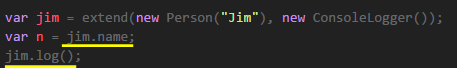 var jim = extend(new Person("Jim"), new ConsoleLogger());
var n = jim.name;
jim.log();